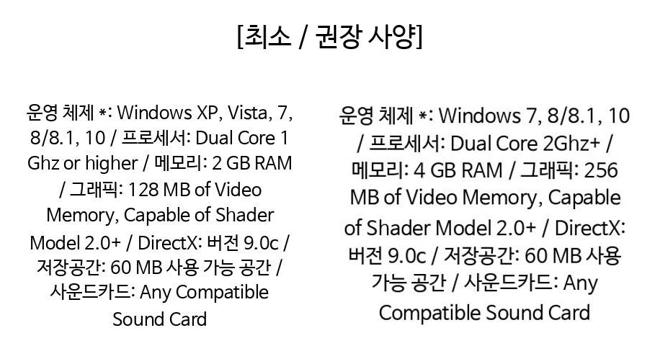 [최소 / 권장 사양]
운영 체제 *: Windows XP, Vista, 7,
8/8.1, 10 / 프로세서: Dual Core 1
Ghz or higher / 메모리: 2 GB RAM
/ 그래픽: 128 MB of Video
Memory, Capable of Shader
Model 2.0+ / DirectX: 버전 9.0c /
저장공간: 60 MB 사용 가능 공간 /
사운드카드: Any Compatible
Sound Card
운영 체제 *: Windows 7, 8/8.1, 10
/ 프로세서: Dual Core 2Ghz+ /
메모리: 4 GB RAM / 그래픽: 256
MB of Video Memory, Capable
of Shader Model 2.0+ / DirectX:
버전 9.0c / 저장공간: 60 MB 사용
가능 공간 / 사운드카드: Any
Compatible Sound Card